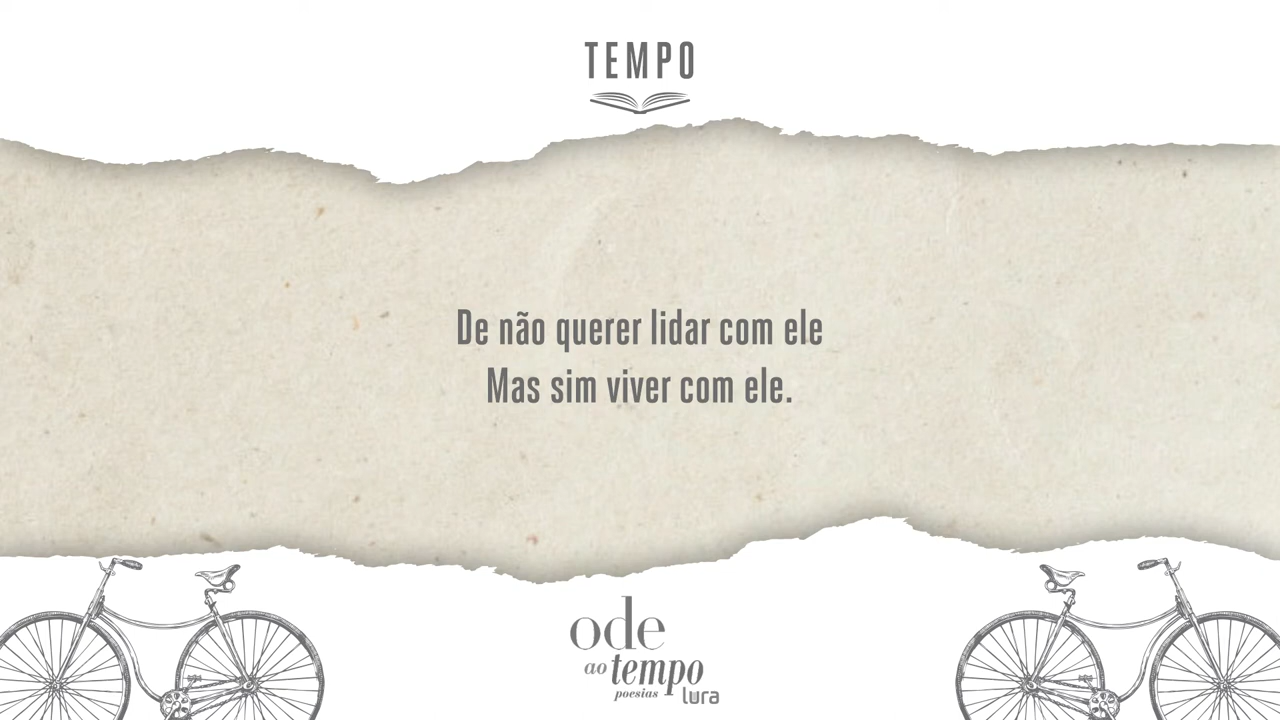 TEMPO
De não querer lidar com ele
Mas sim viver com ele.
ode
ao tempo
poesias lura